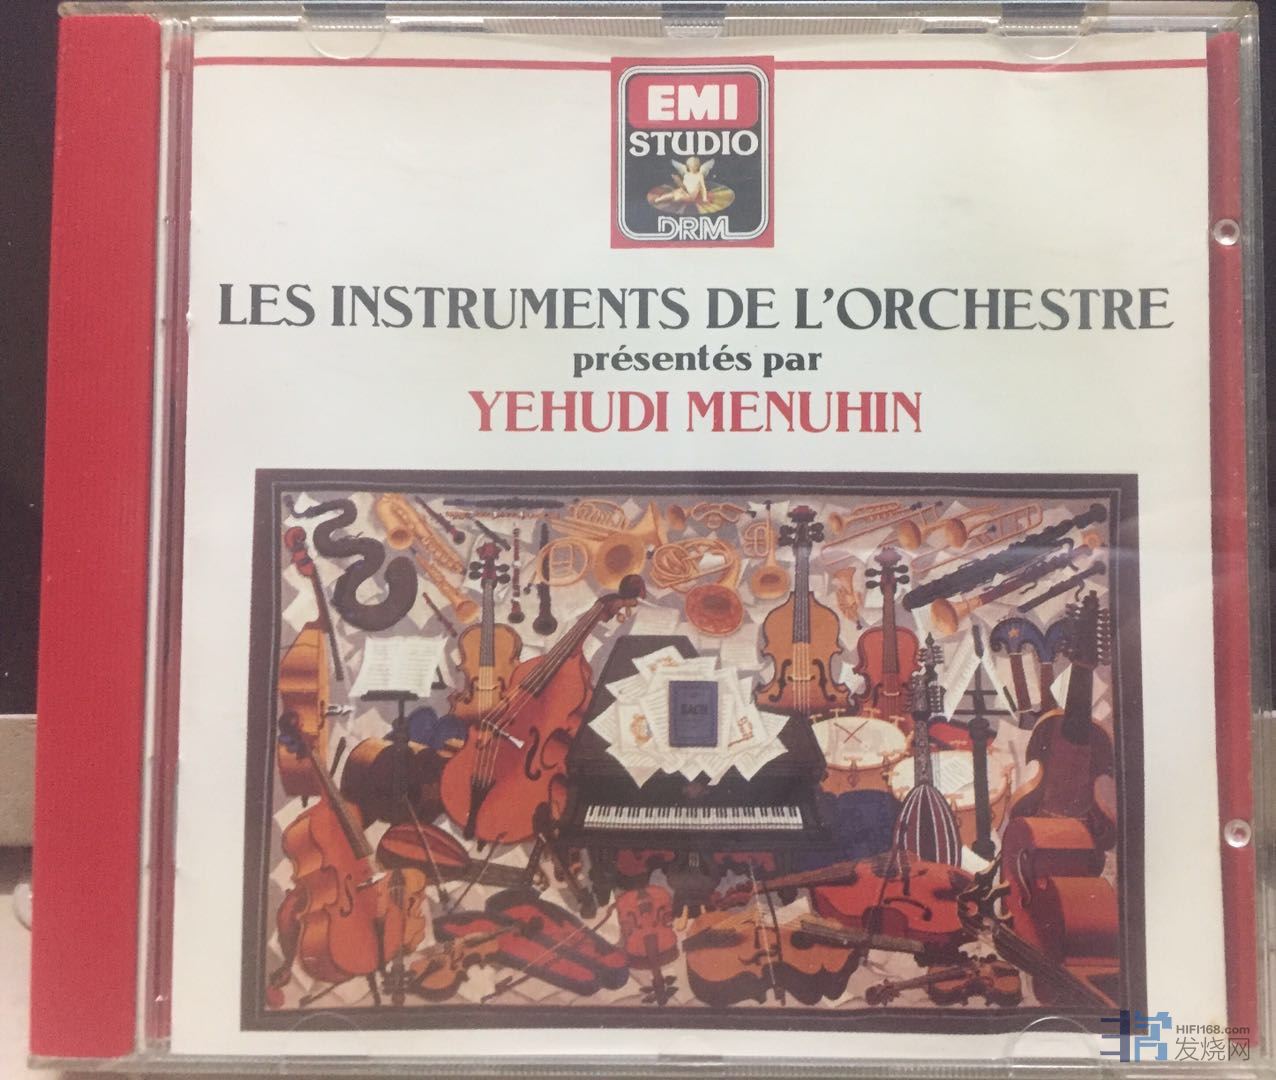 EMI
STUDIO
DRM
LES INSTRUMENTS DE L'ORCHESTRE
présentés par
YEHUDI MENUHIN
BACH
HIFI168.com
发烧网